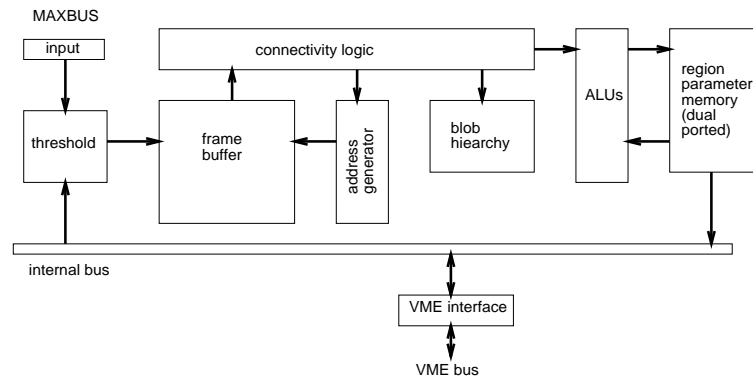 MAXBUS
input
connectivity logic
threshold
frame
buffer
address
generator
blob
hiearchy
ALUs
region
parameter
memory
(dual
ported)
internal bus
VME interface
VME bus